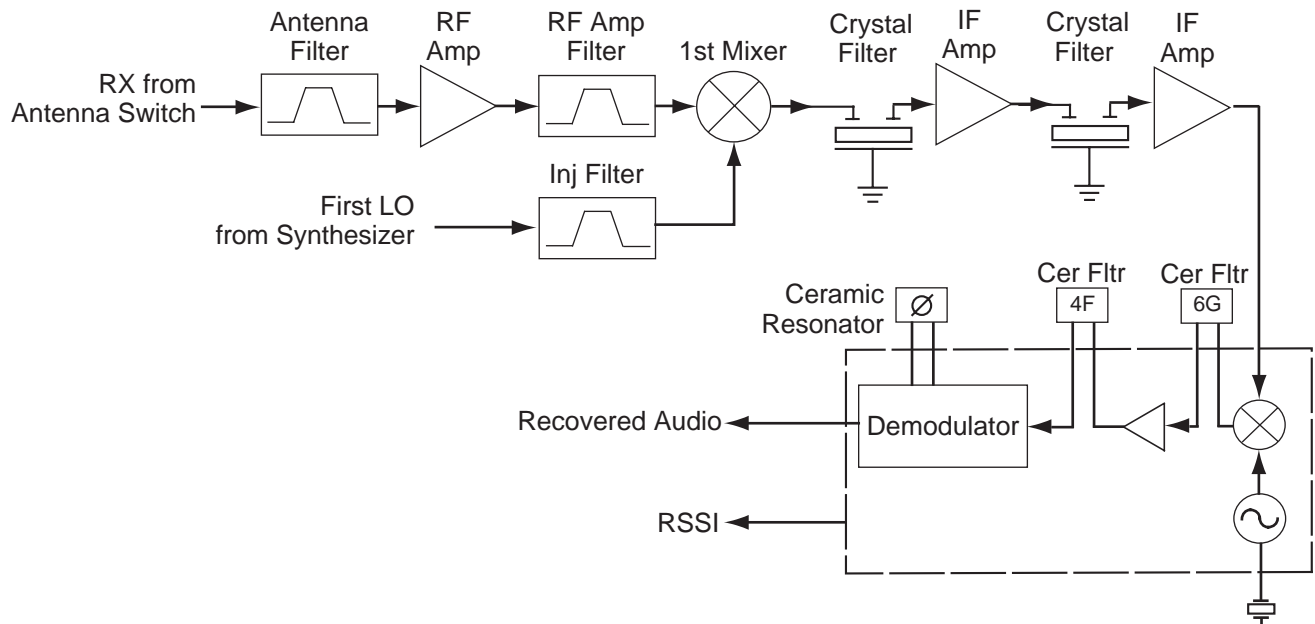 Antenna
Filter
RF
Amp
RF Amp
Filter
1st Mixer
Crystal
Filter
IF
Amp
Crystal
Filter
IF
Amp
RX from
Antenna Switch
Inj Filter
First LO
from Synthesizer
Ceramic
Resonator
Ø
Cer Fltr
4F
Cer Fltr
6G
Recovered Audio
Demodulator
RSSI